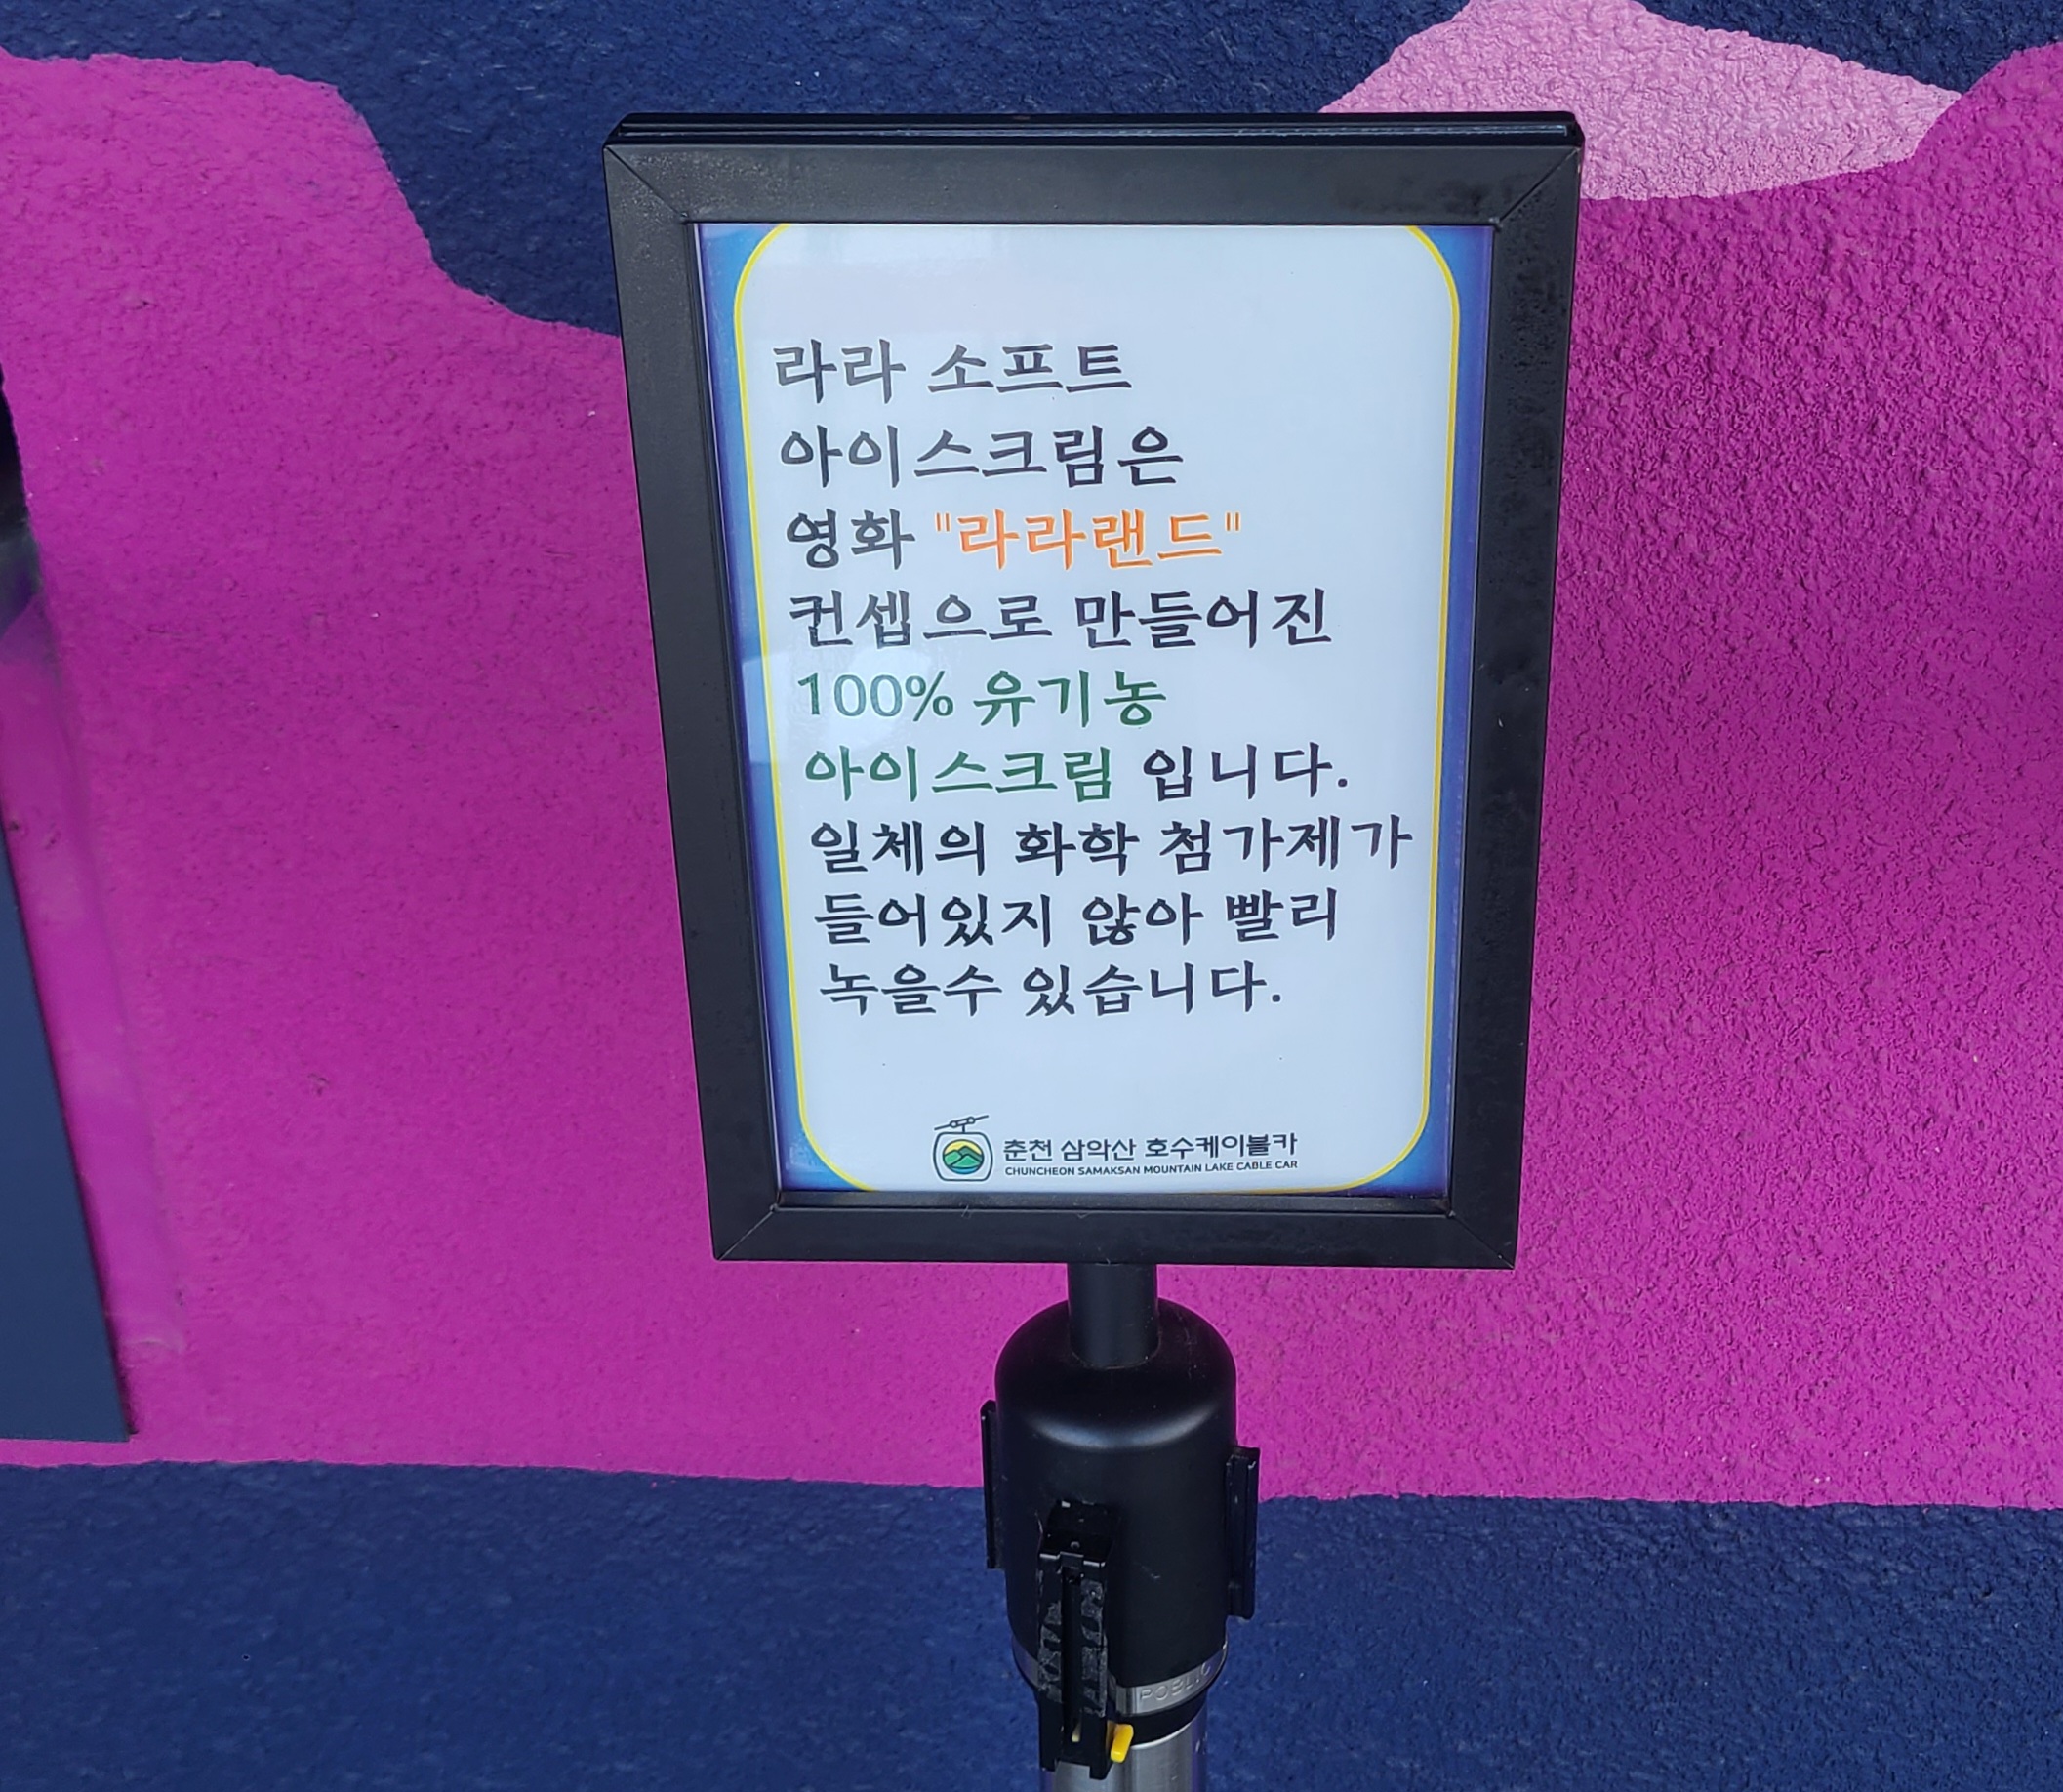 라라 소프트
아이스크림은
영화 "라라랜드"
컨셉으로 만들어진
100% 유기농
아이스크림 입니다.
일체의 화학 첨가제가
들어있지 않아 빨리
녹을수 있습니다.
춘천 삼악산 호수케이블카
CHUNCHEON SAMAKSAN MOUNTAIN LAKE CABLE CAR